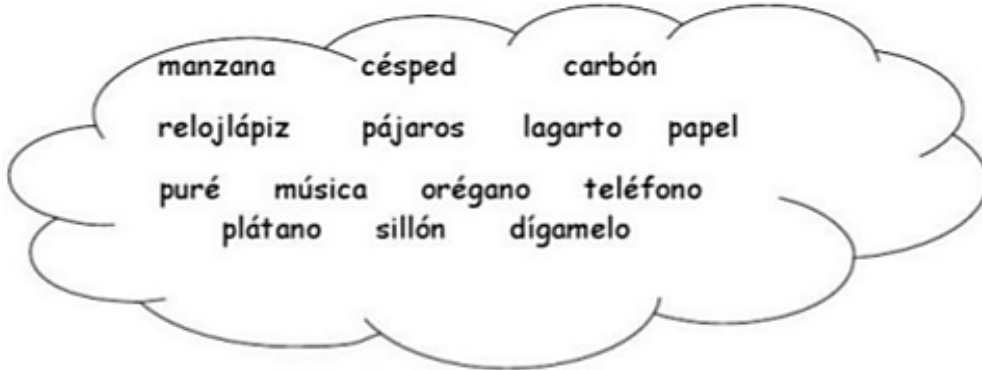 manzana césped carbón
relojlápiz pájaros lagarto papel
puré música orégano teléfono
plátano sillón dígamelo